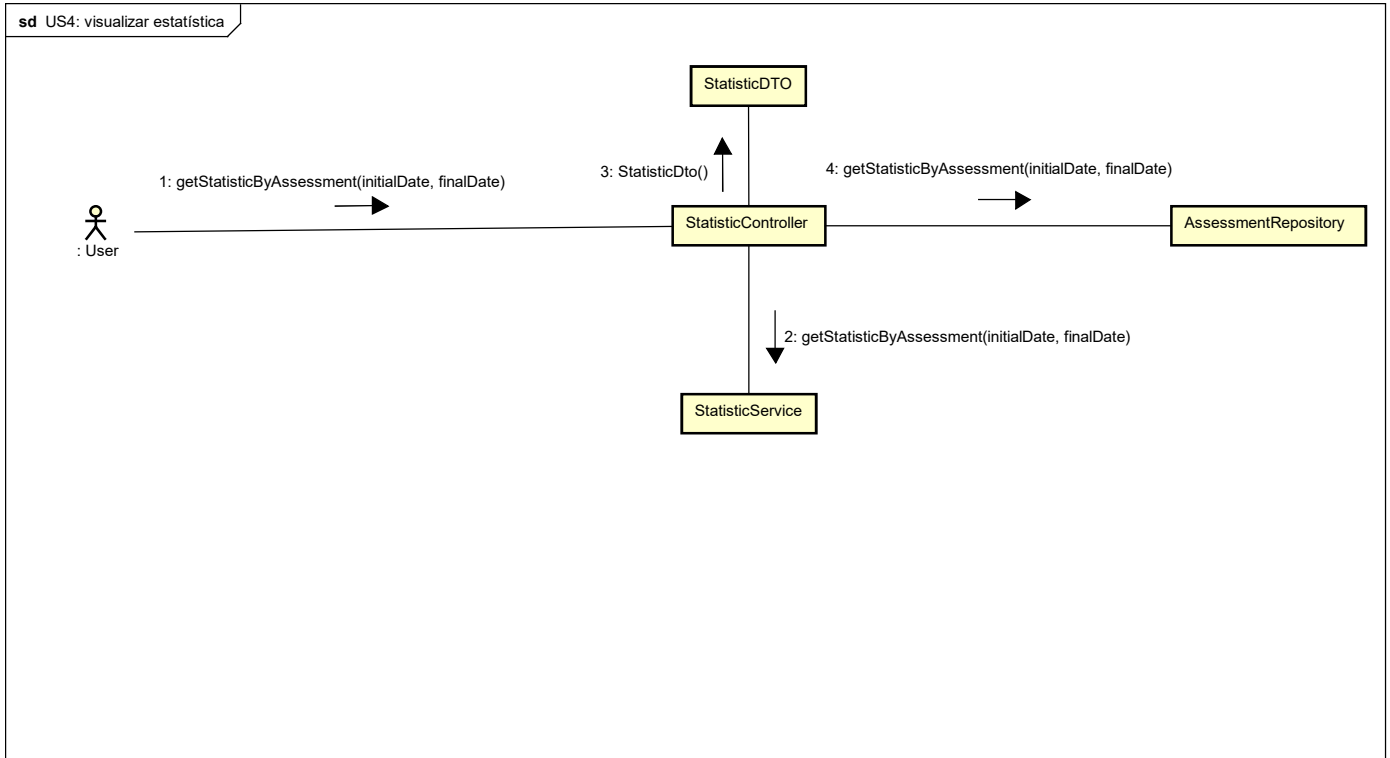 sd US4: visualizar estatística
StatisticDTO
3: StatisticDto()
4: getStatisticByAssessment(initialDate, finalDate)
1: getStatisticByAssessment(initialDate, finalDate)
: User
StatisticController
AssessmentRepository
2: getStatisticByAssessment(initialDate, finalDate)
StatisticService